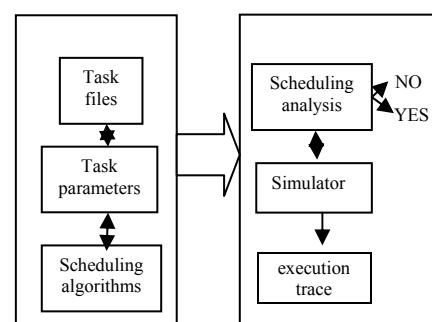 Task
files
Task
parameters
Scheduling
algorithms
Scheduling
analysis
NO
YES
Simulator
execution
trace